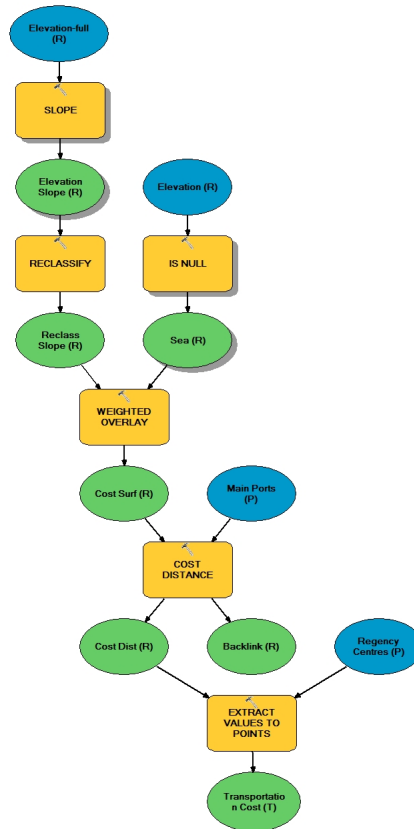 Elevation-full (R)
SLOPE
Elevation
Slope (R)
Elevation (R)
RECLASSIFY
IS NULL
Reclass
Slope (R)
Sea (R)
WEIGHTED
OVERLAY
Cost Surf (R)
Main Ports
(P)
COST
DISTANCE
Cost Dist (R)
Backlink (R)
Regency
Centres (P)
EXTRACT
VALUES TO
POINTS
Transportatio
n Cost (T)